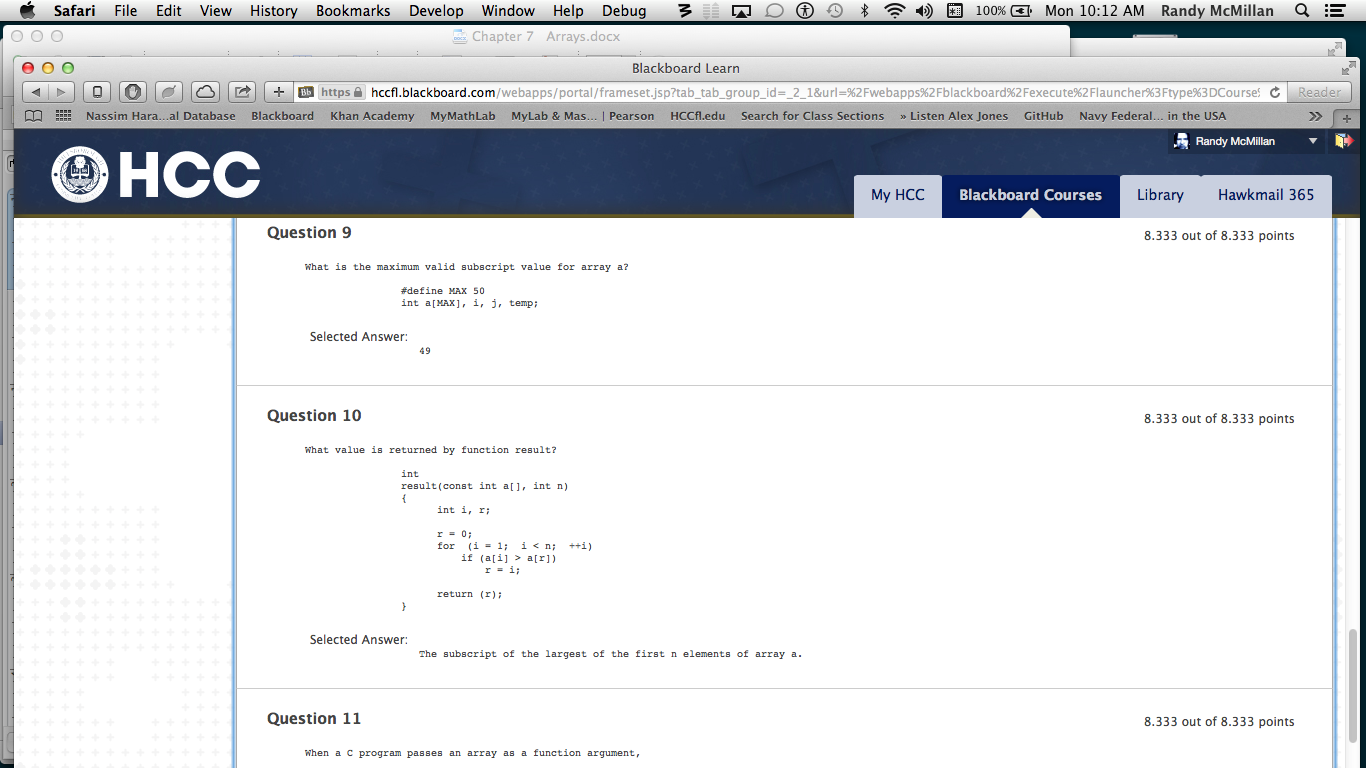 Safari File Edit View History Bookmarks Develop Window Help Debug 100% Mon 10:12 AM Randy McMillan
Chapter 7 Arrays.docx
Blackboard Learn
Bb https hccfl.blackboard.com/webapps/portal/frameset.jsp?tab_tab_group_id=_2_1&url=%2Fwebapps%2Fblackboard%2Fexecute%2Flauncher%3Ftype%3DCourse Reader
Nassim Hara...al Database Blackboard Khan Academy MyMathLab MyLab & Mas... | Pearson HCCfl.edu Search for Class Sections » Listen Alex Jones GitHub Navy Federal... in the USA
Randy McMillan
HCC
My HCC Blackboard Courses Library Hawkmail 365
Question 9 8.333 out of 8.333 points
What is the maximum valid subscript value for array a?
#define MAX 50
int a[MAX], i, j, temp;
Selected Answer:
49
Question 10 8.333 out of 8.333 points
What value is returned by function result?
int
result(const int a[], int n)
{
int i, r;
r = 0;
for (i = 1; i < n; ++i)
if (a[i] > a[r])
r = i;
return (r);
}
Selected Answer:
The subscript of the largest of the first n elements of array a.
Question 11 8.333 out of 8.333 points
When a C program passes an array as a function argument,